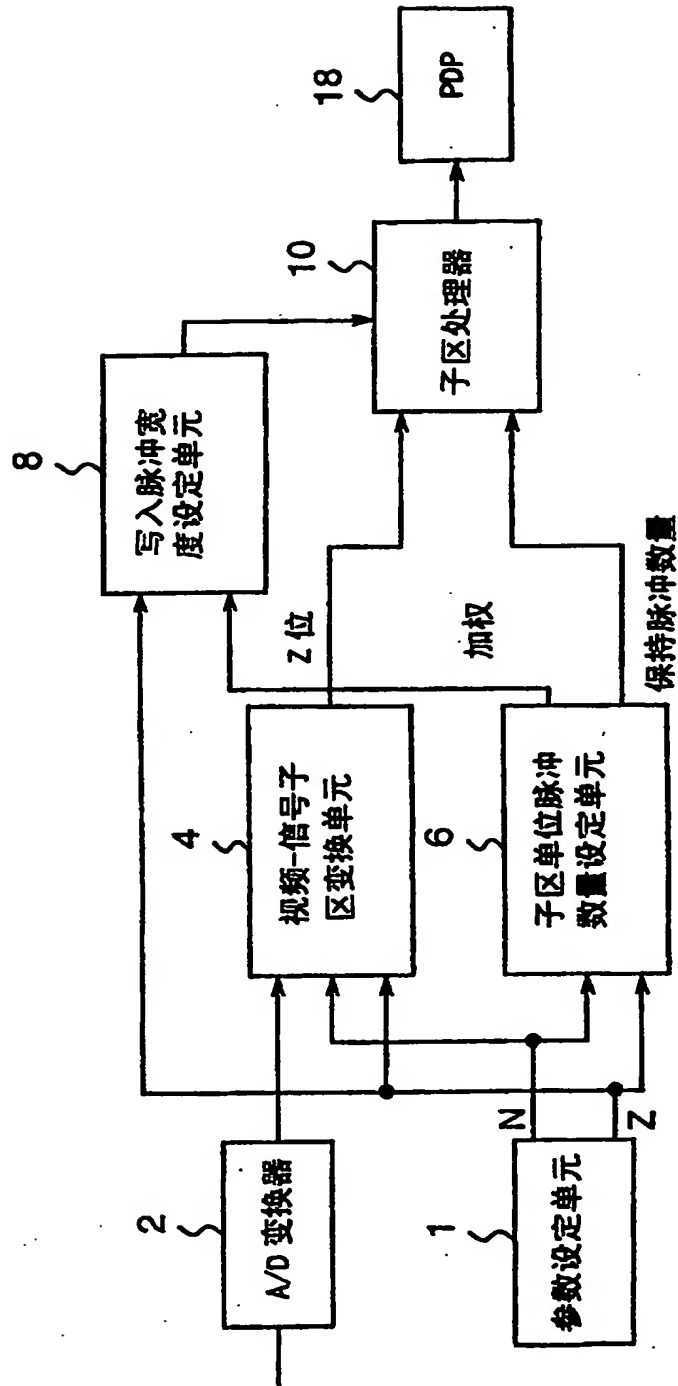 2
A/D 变换器
1
参数设定单元
N
Z
4
视频-信号子
区变换单元
6
子区单位脉冲
数量设定单元
Z 位
加权
保持脉冲数量
8
写入脉冲宽
度设定单元
10
子区处理器
18
PDP